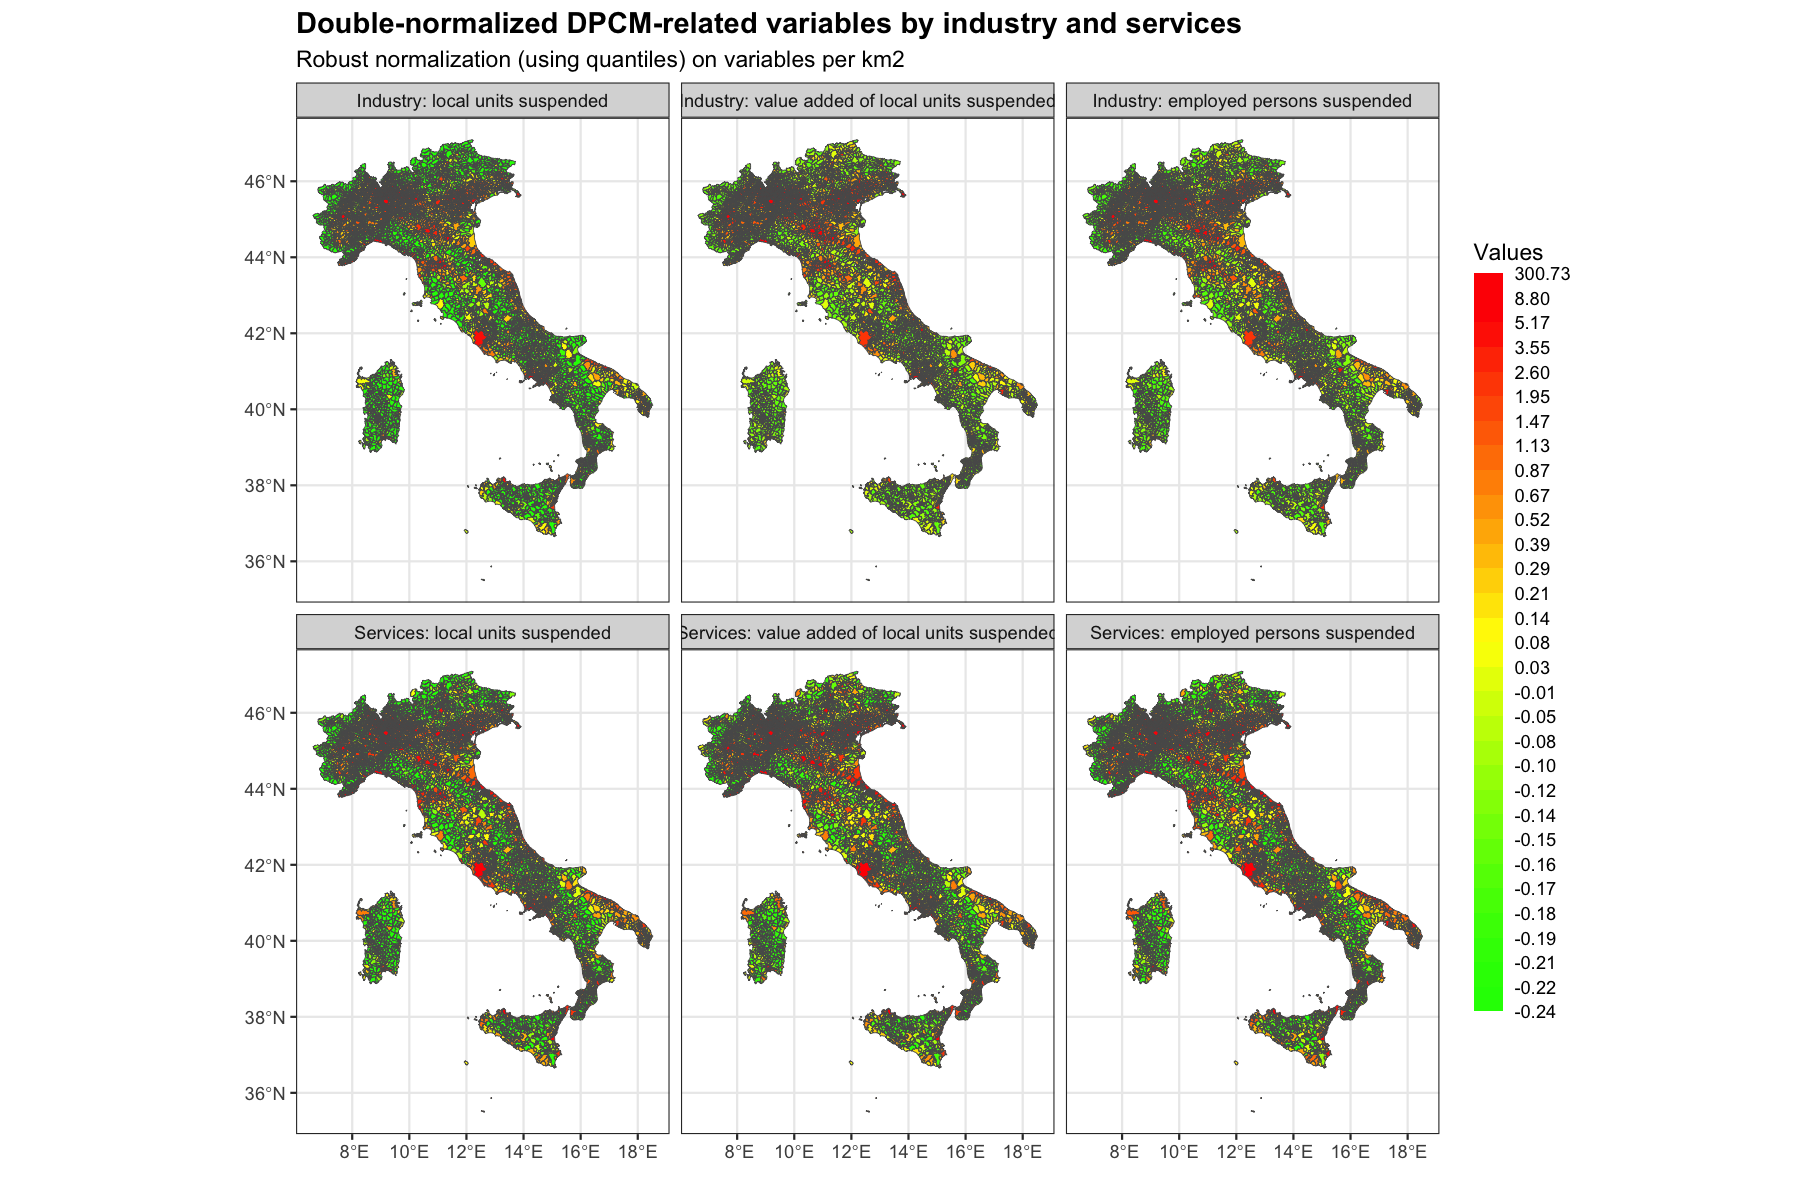 Double-normalized DPCM-related variables by industry and services
Robust normalization (using quantiles) on variables per km2
Industry: local units suspended
Industry: value added of local units suspended
Industry: employed persons suspended
46°N
44°N
42°N
40°N
38°N
36°N
Services: local units suspended
Services: value added of local units suspended
Services: employed persons suspended
46°N
44°N
42°N
40°N
38°N
36°N
8°E 10°E 12°E 14°E 16°E 18°E
8°E 10°E 12°E 14°E 16°E 18°E
8°E 10°E 12°E 14°E 16°E 18°E
Values
300.73
8.80
5.17
3.55
2.60
1.95
1.47
1.13
0.87
0.67
0.52
0.39
0.29
0.21
0.14
0.08
0.03
-0.01
-0.05
-0.08
-0.10
-0.12
-0.14
-0.15
-0.16
-0.17
-0.18
-0.19
-0.21
-0.22
-0.24